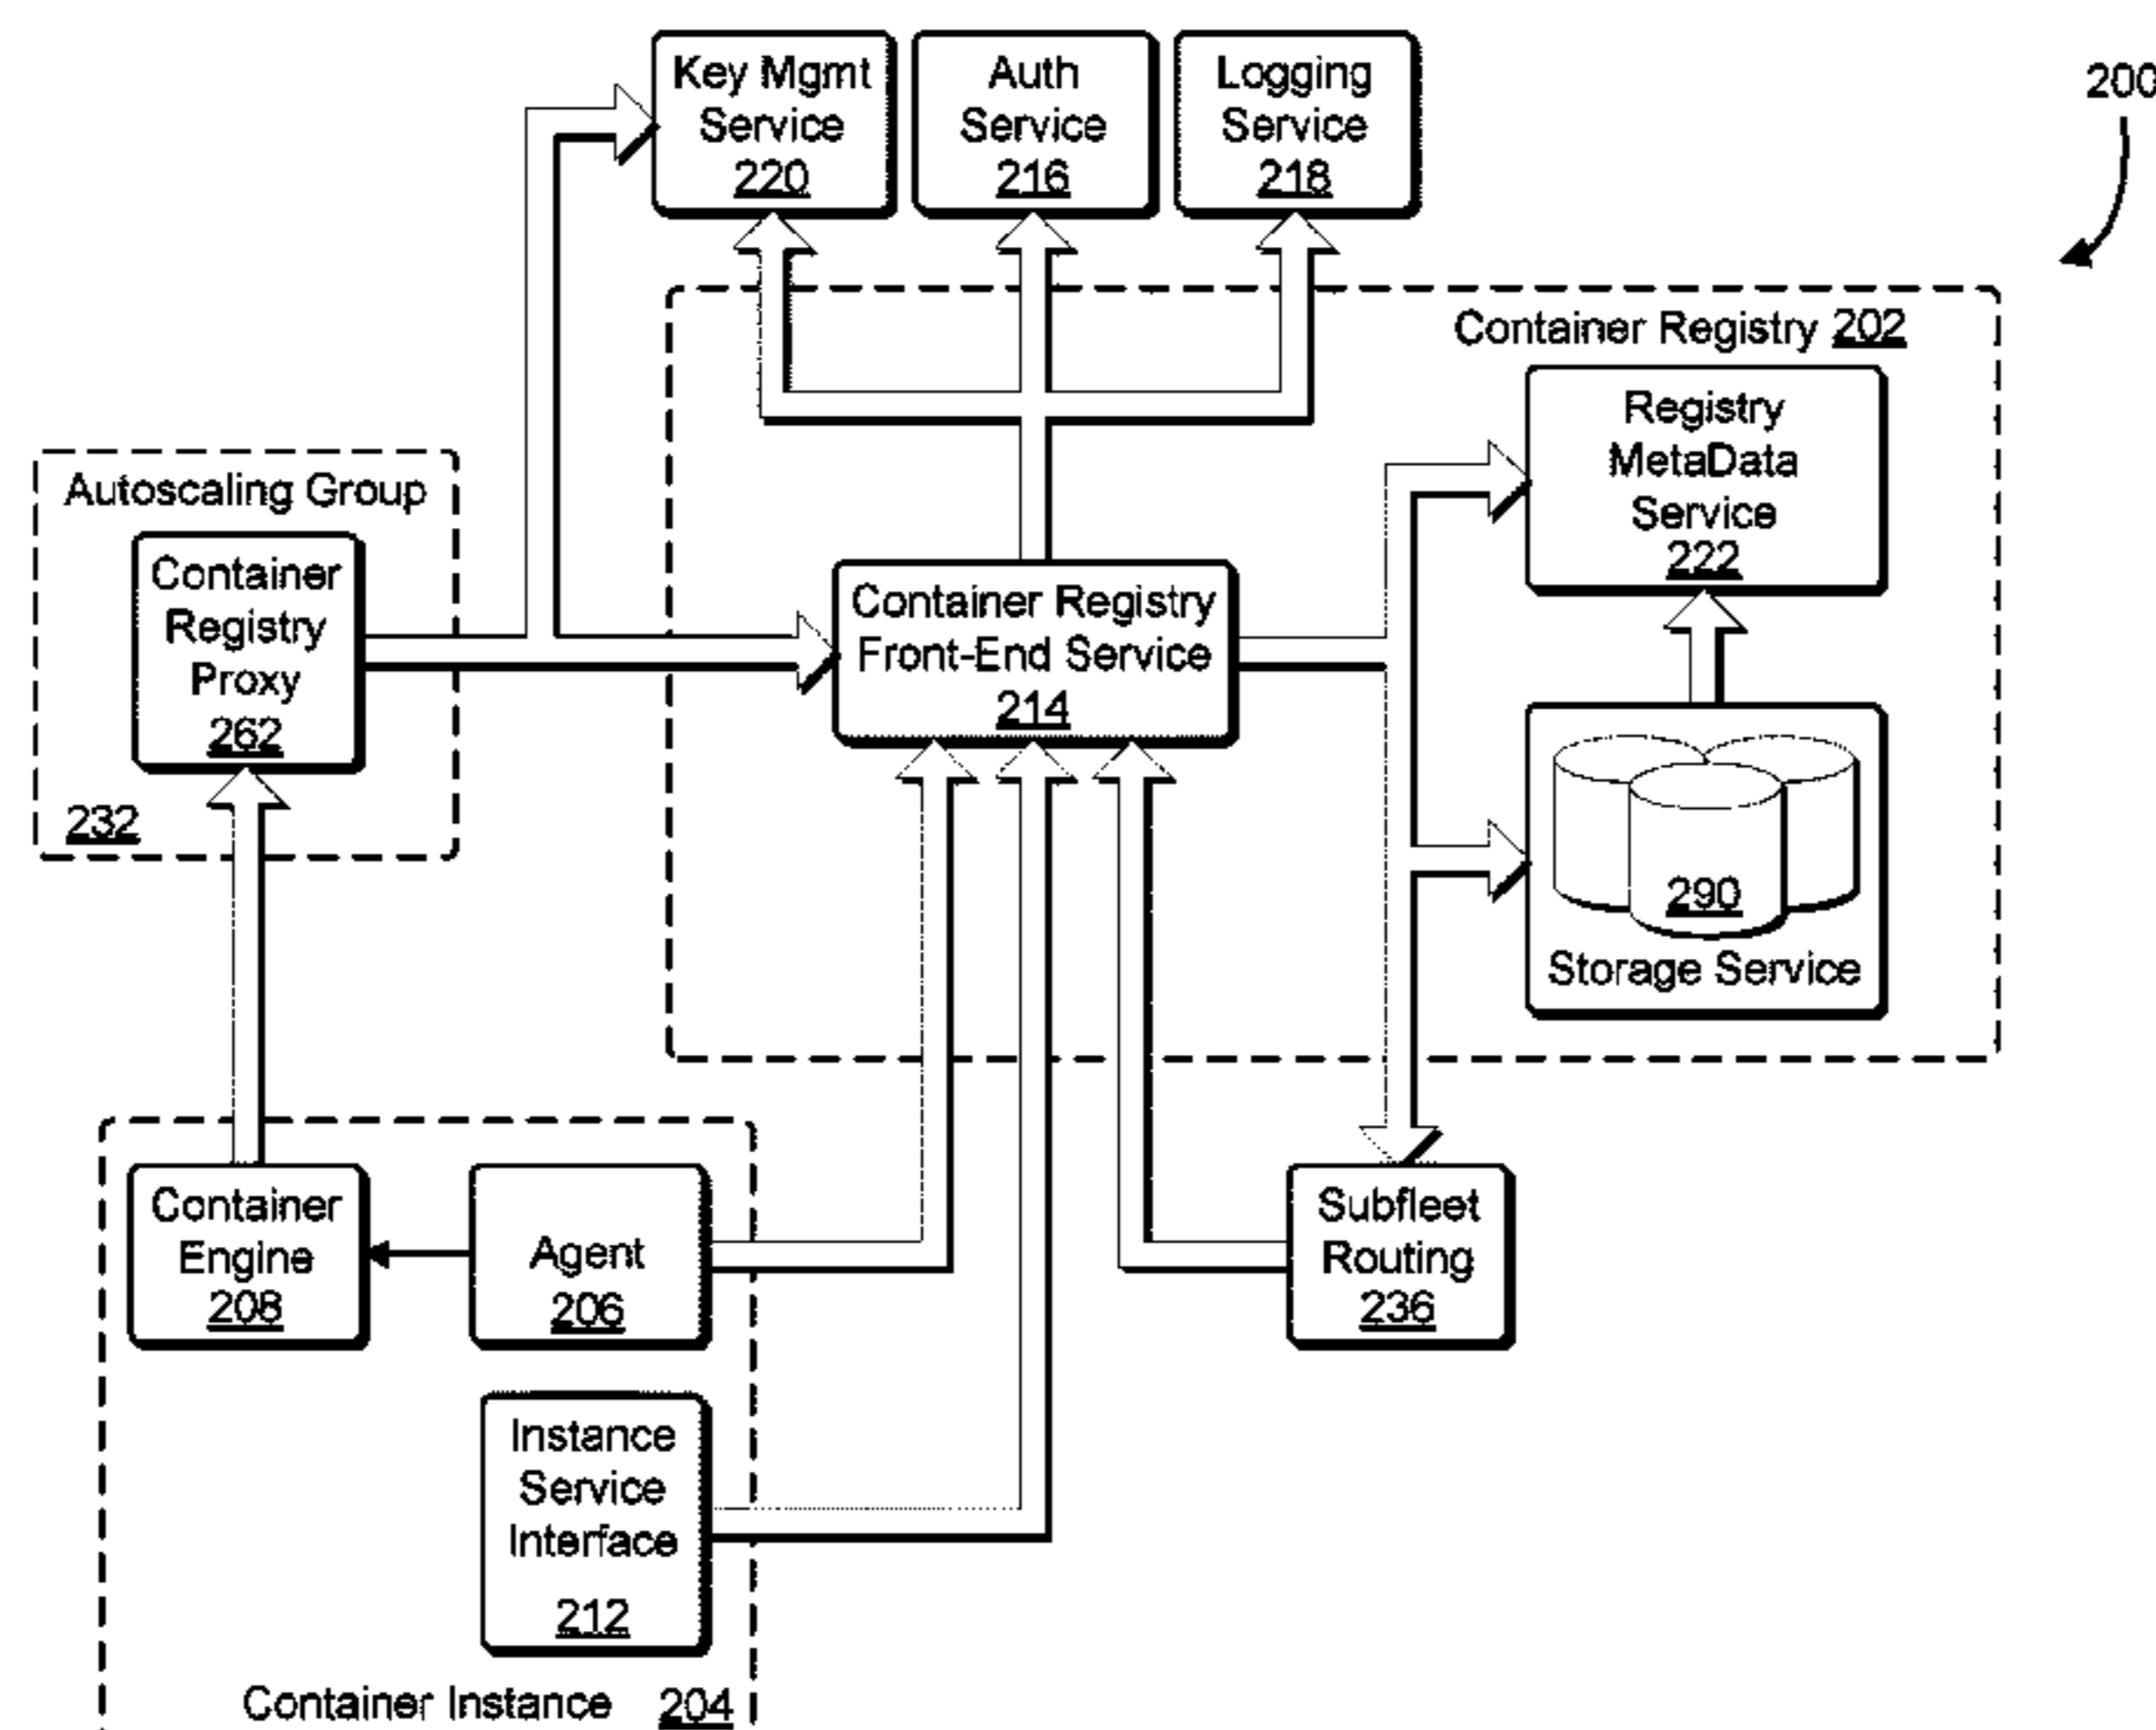 Key Mgmt
Service
220
Auth
Service
216
Logging
Service
218
200
Container Registry 202
Registry
MetaData
Service
222
Autoscaling Group
Container
Registry
Proxy
262
232
Container Registry
Front-End Service
214
290
Storage Service
Container
Engine
208
Agent
206
Subfleet
Routing
236
Instance
Service
Interface
212
Container Instance 204